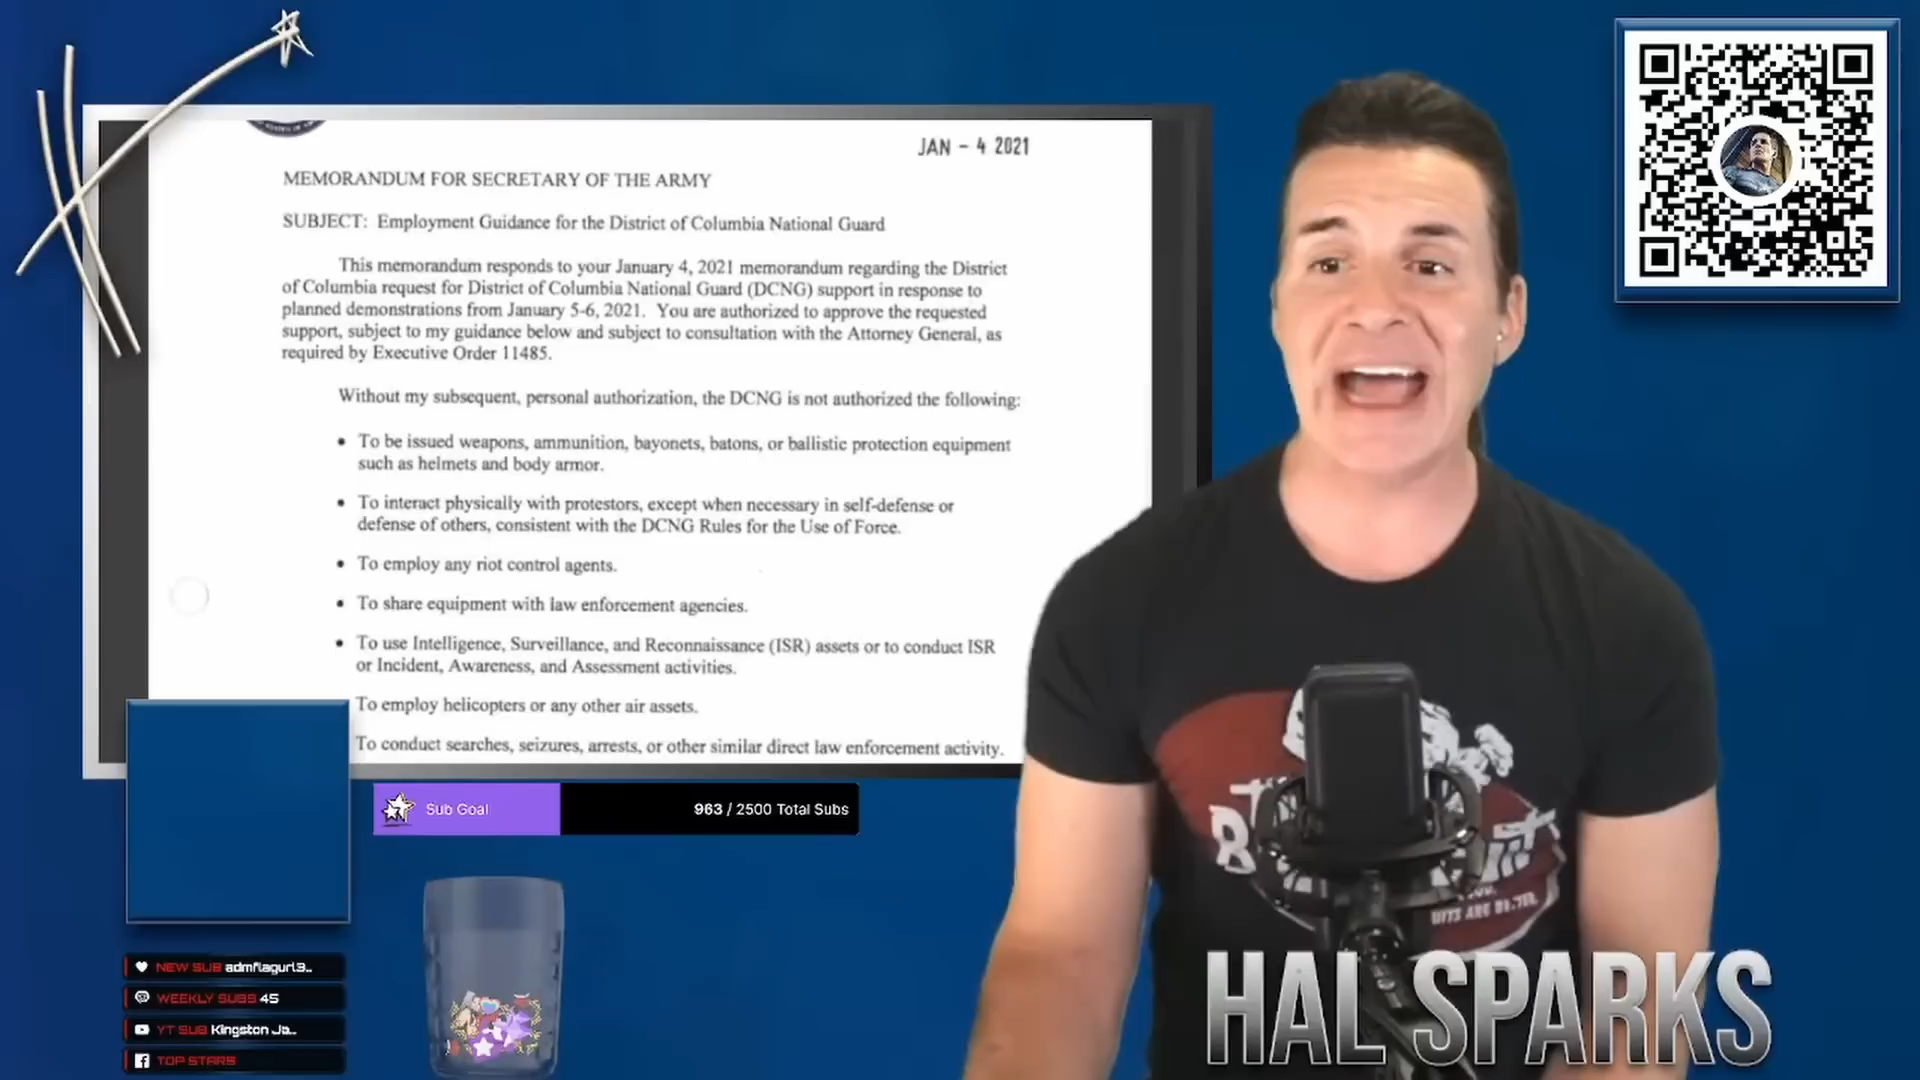 JAN - 4 2021
MEMORANDUM FOR SECRETARY OF THE ARMY
SUBJECT: Employment Guidance for the District of Columbia National Guard
This memorandum responds to your January 4, 2021 memorandum regarding the District
of Columbia request for District of Columbia National Guard (DCNG) support in response to
planned demonstrations from January 5-6, 2021. You are authorized to approve the requested
support, subject to my guidance below and subject to consultation with the Attorney General, as
required by Executive Order 11485.
Without my subsequent, personal authorization, the DCNG is not authorized the following:
• To be issued weapons, ammunition, bayonets, batons, or ballistic protection equipment
such as helmets and body armor.
• To interact physically with protestors, except when necessary in self-defense or
defense of others, consistent with the DCNG Rules for the Use of Force.
• To employ any riot control agents.
• To share equipment with law enforcement agencies.
• To use Intelligence, Surveillance, and Reconnaissance (ISR) assets or to conduct ISR
or Incident, Awareness, and Assessment activities.
To employ helicopters or any other air assets.
To conduct searches, seizures, arrests, or other similar direct law enforcement activity.
Sub Goal 963 / 2500 Total Subs
NEW SUB admflagurl3..
WEEKLY SUBS 45
YT SUB Kingston Ja..
TOP STARS
ARE
HAL SPARKS